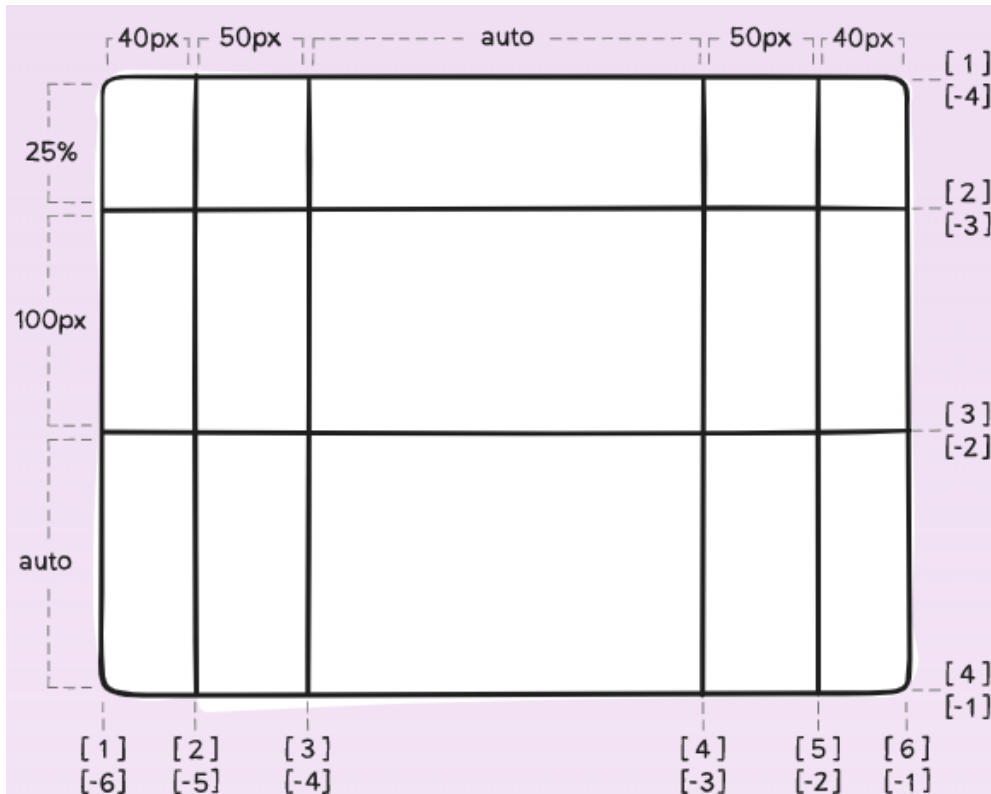 40px 50px auto 50px 40px
[1]
[-4]
25%
[2]
[-3]
100px
[3]
[-2]
auto
[4]
[-1]
[1] [2] [3] [4] [5] [6]
[-6] [-5] [-4] [-3] [-2] [-1]